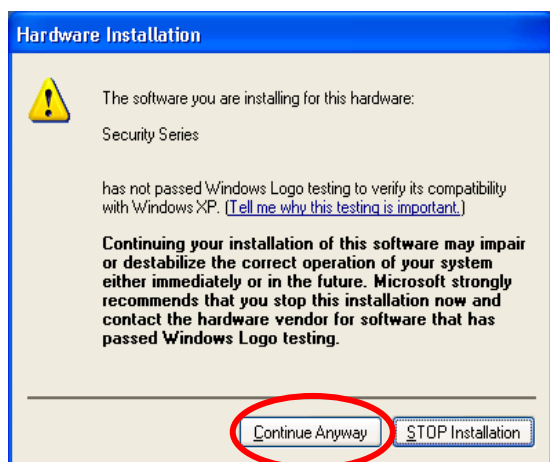 Hardware Installation
The software you are installing for this hardware:
Security Series
has not passed Windows Logo testing to verify its compatibility
with Windows XP. (Tell me why this testing is important.)
Continuing your installation of this software may impair
or destabilize the correct operation of your system
either immediately or in the future. Microsoft strongly
recommends that you stop this installation now and
contact the hardware vendor for software that has
passed Windows Logo testing.
Continue Anyway
STOP Installation